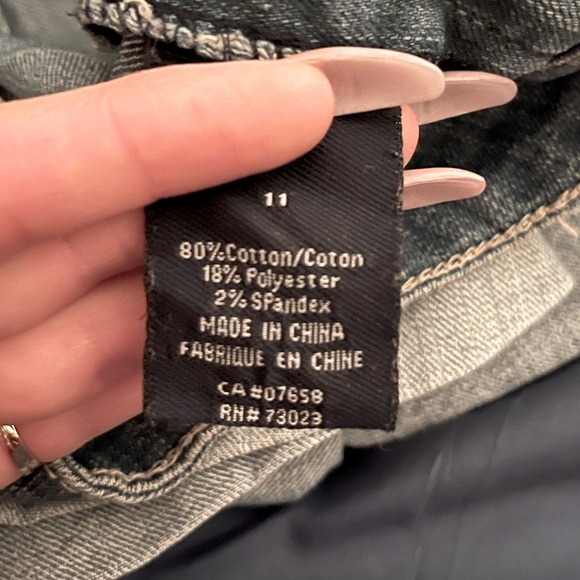 11
80%Cotton/Coton
18% Polyester
2% SPandex
MADE IN CHINA
FABRIQUE EN CHINE
CA#07658
RN# 73023